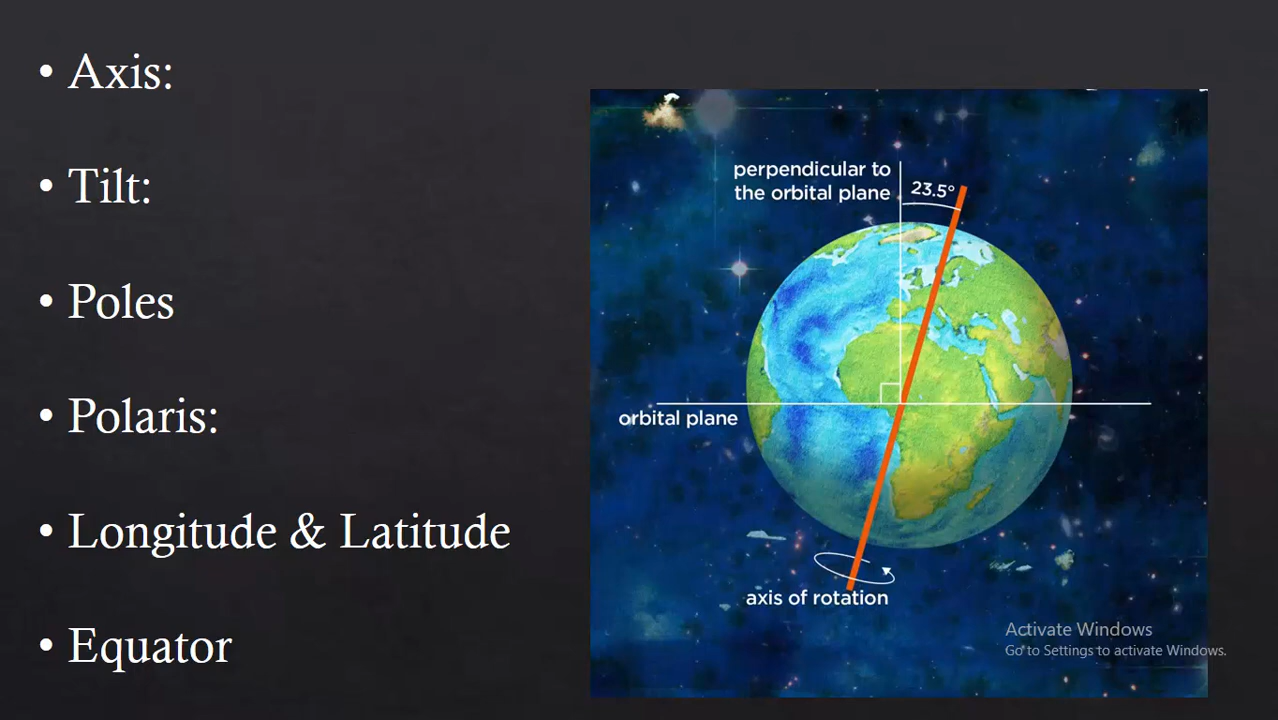 • Axis:
• Tilt:
• Poles
• Polaris:
• Longitude & Latitude
• Equator
perpendicular to
the orbital plane
23.5°
orbital plane
axis of rotation
Activate Windows
Go to Settings to activate Windows.